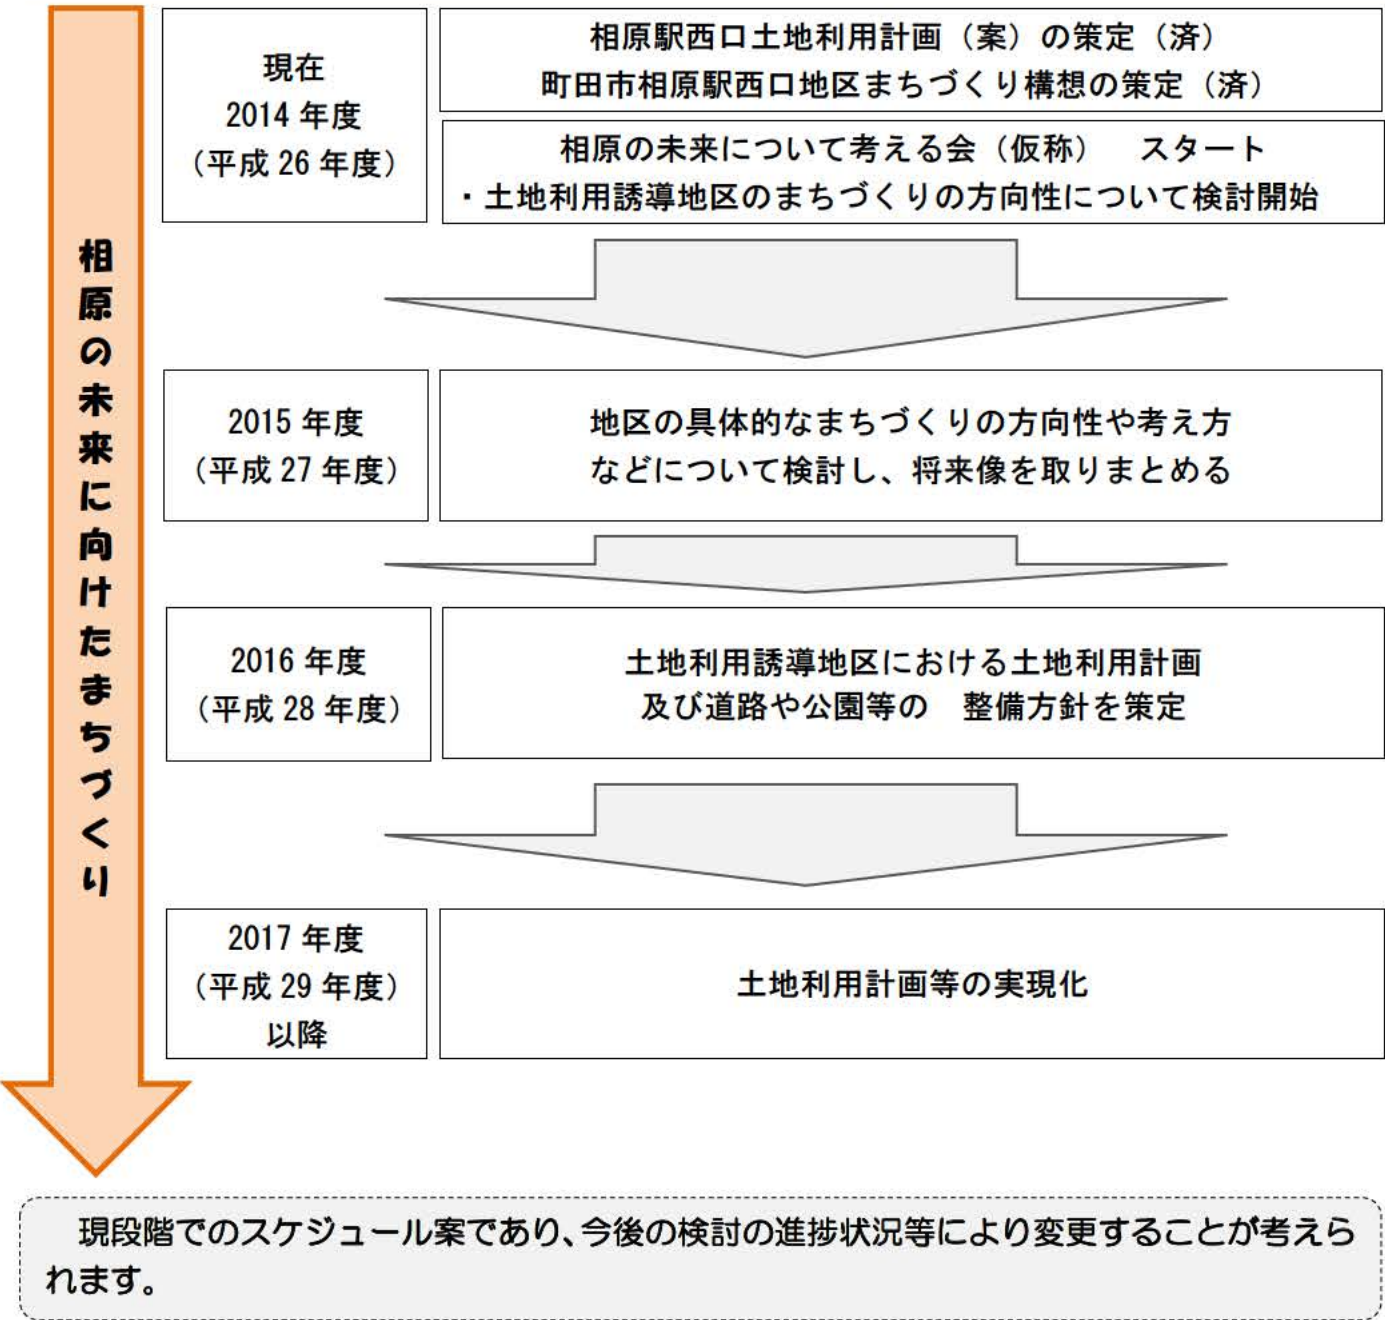 相原の未来に向けたまちづくり
現在
2014 年度
（平成 26 年度）
相原駅西口土地利用計画（案）の策定（済）
町田市相原駅西口地区まちづくり構想の策定（済）
相原の未来について考える会（仮称）　スタート
・土地利用誘導地区のまちづくりの方向性について検討開始
2015 年度
（平成 27 年度）
地区の具体的なまちづくりの方向性や考え方
などについて検討し、将来像を取りまとめる
2016 年度
（平成 28 年度）
土地利用誘導地区における土地利用計画
及び道路や公園等の　整備方針を策定
2017 年度
（平成 29 年度）
以降
土地利用計画等の実現化
現段階でのスケジュール案であり、今後の検討の進捗状況等により変更することが考えら
れます。